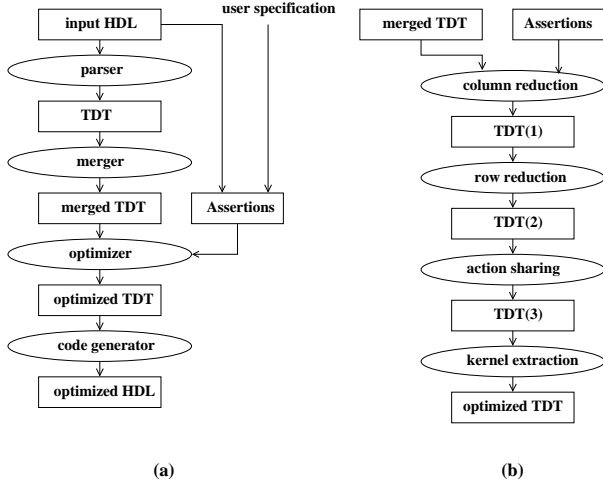 user specification
input HDL
parser
TDT
merger
merged TDT
Assertions
optimizer
optimized TDT
code generator
optimized HDL
(a)
merged TDT
Assertions
column reduction
TDT(1)
row reduction
TDT(2)
action sharing
TDT(3)
kernel extraction
optimized TDT
(b)